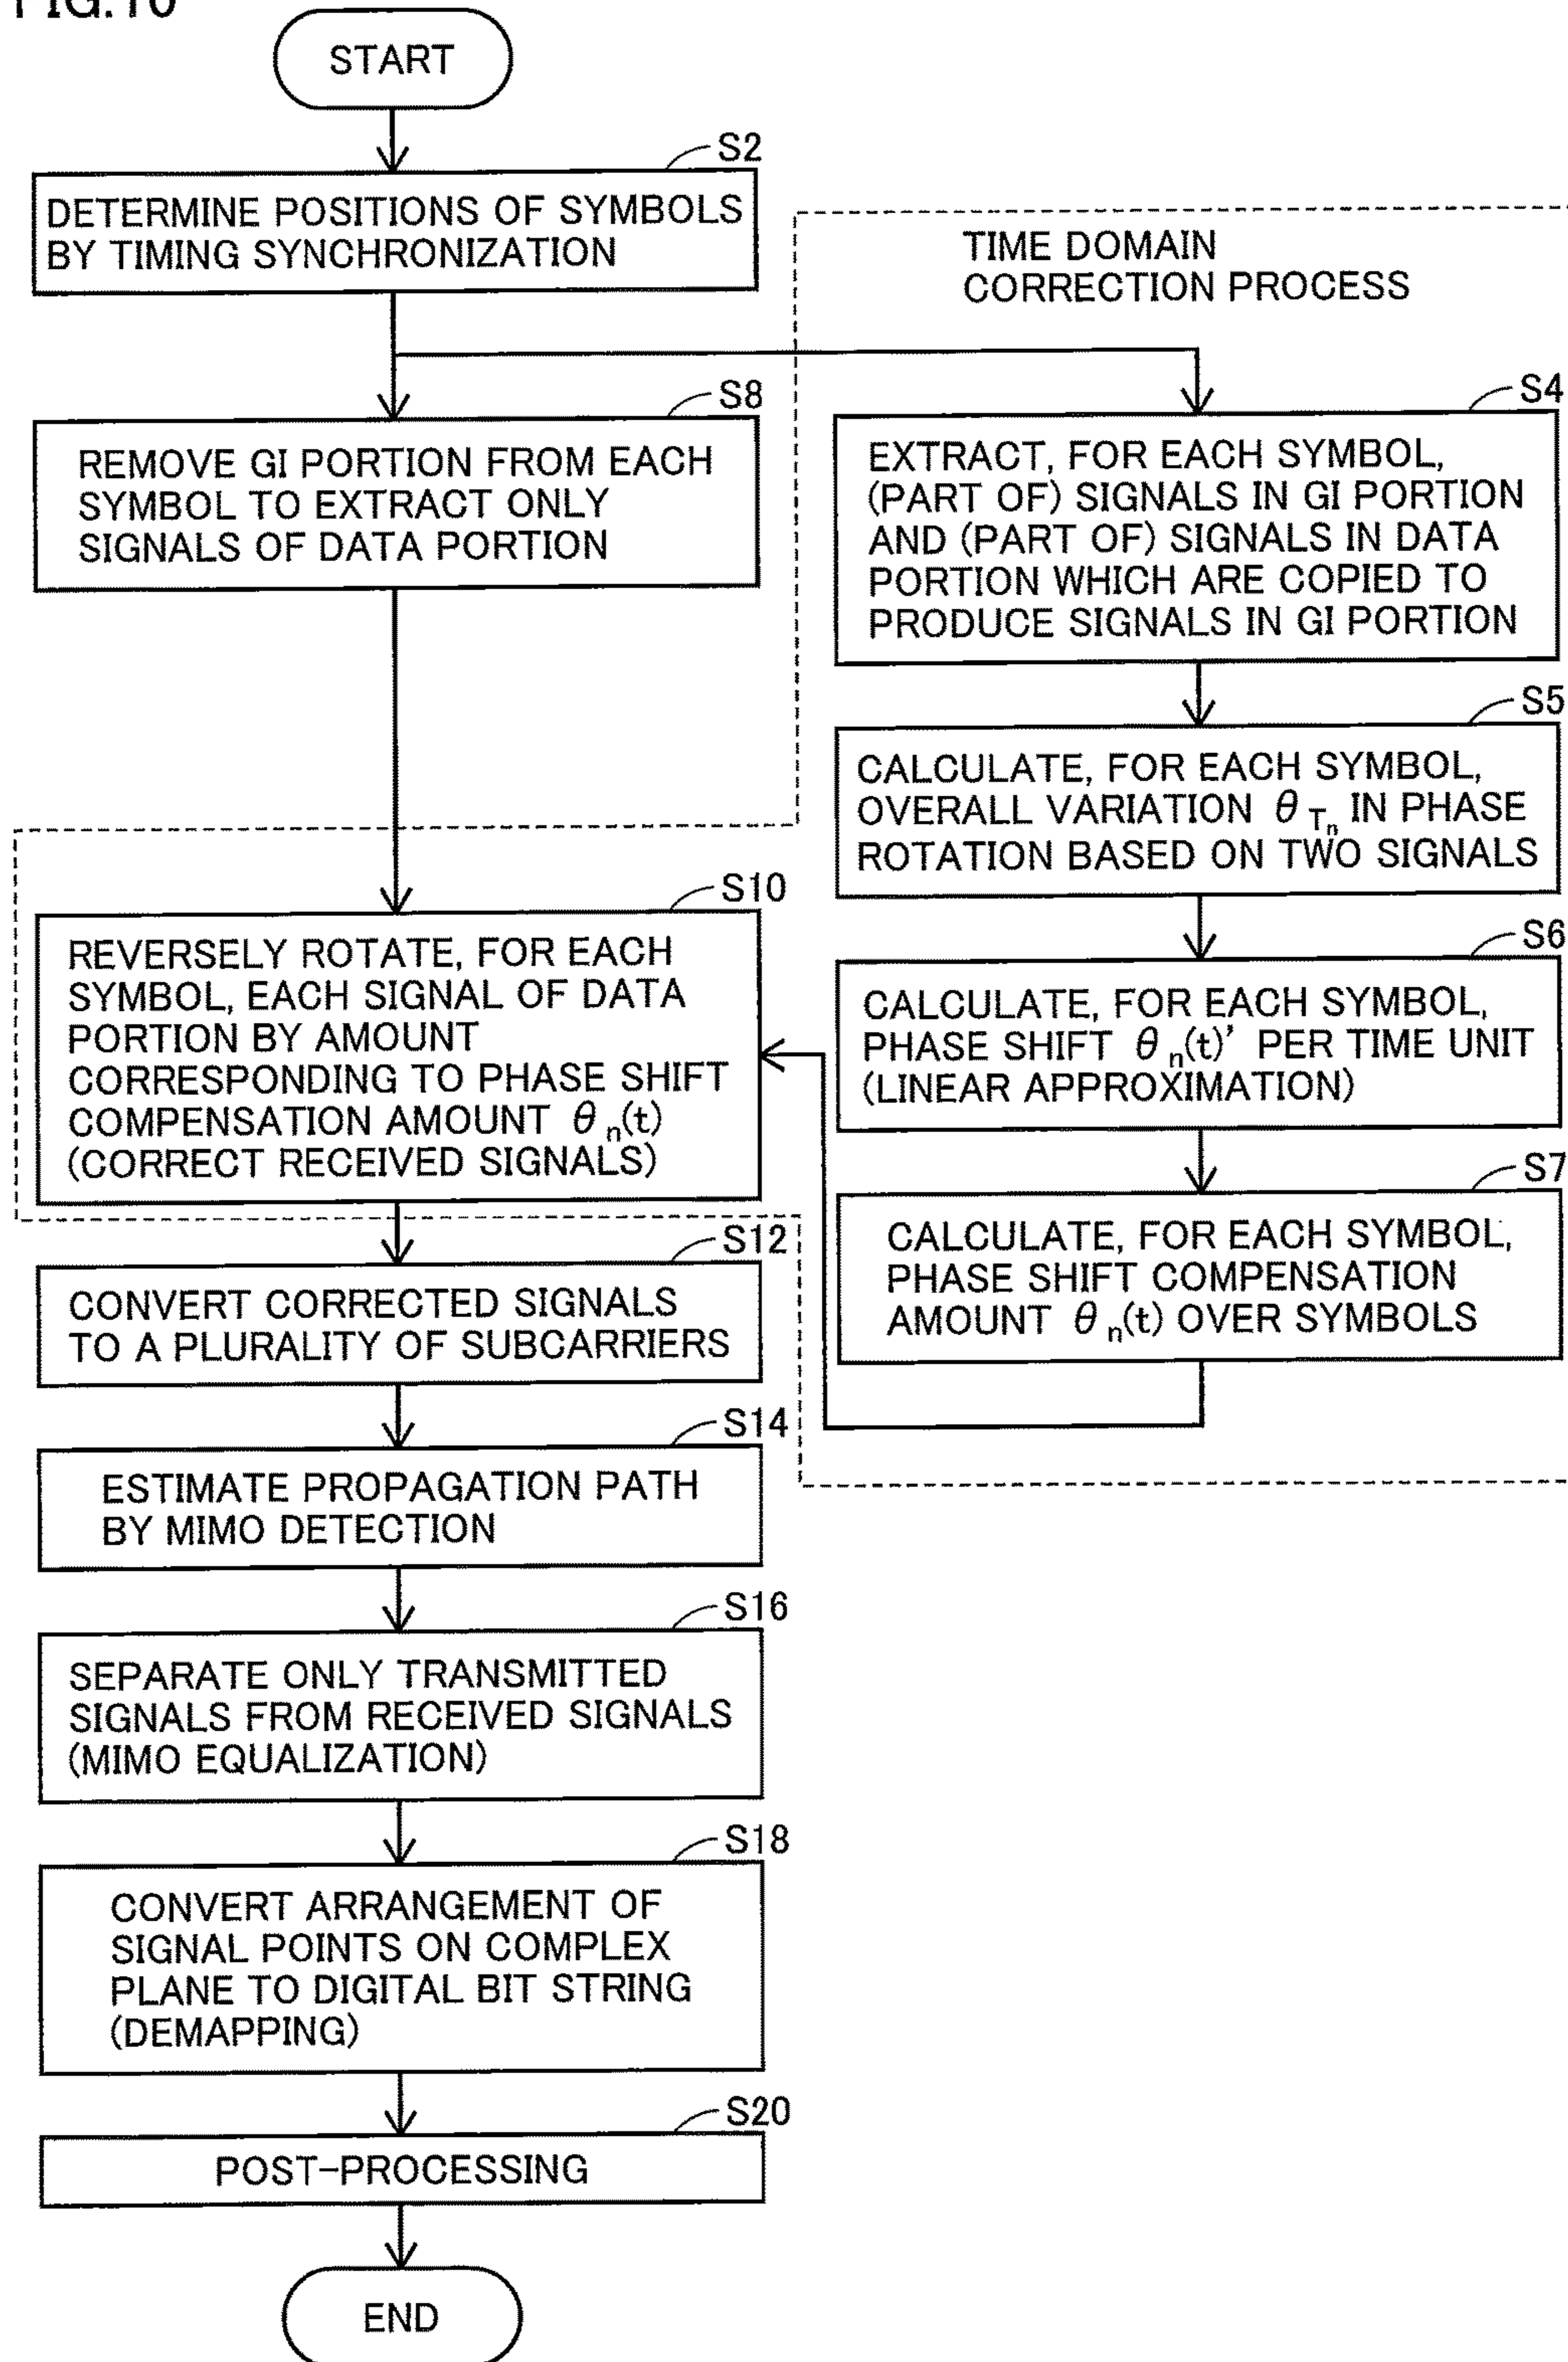 FIG.10
START
S2
DETERMINE POSITIONS OF SYMBOLS
BY TIMING SYNCHRONIZATION
TIME DOMAIN
CORRECTION PROCESS
S8
REMOVE GI PORTION FROM EACH
SYMBOL TO EXTRACT ONLY
SIGNALS OF DATA PORTION
S4
EXTRACT, FOR EACH SYMBOL,
(PART OF) SIGNALS IN GI PORTION
AND (PART OF) SIGNALS IN DATA
PORTION WHICH ARE COPIED TO
PRODUCE SIGNALS IN GI PORTION
S5
CALCULATE, FOR EACH SYMBOL,
OVERALL VARIATION θTn IN PHASE
ROTATION BASED ON TWO SIGNALS
S6
CALCULATE, FOR EACH SYMBOL,
PHASE SHIFT θn(t)' PER TIME UNIT
(LINEAR APPROXIMATION)
S7
CALCULATE, FOR EACH SYMBOL,
PHASE SHIFT COMPENSATION
AMOUNT θn(t) OVER SYMBOLS
S10
REVERSELY ROTATE, FOR EACH
SYMBOL, EACH SIGNAL OF DATA
PORTION BY AMOUNT
CORRESPONDING TO PHASE SHIFT
COMPENSATION AMOUNT θn(t)
(CORRECT RECEIVED SIGNALS)
S12
CONVERT CORRECTED SIGNALS
TO A PLURALITY OF SUBCARRIERS
S14
ESTIMATE PROPAGATION PATH
BY MIMO DETECTION
S16
SEPARATE ONLY TRANSMITTED
SIGNALS FROM RECEIVED SIGNALS
(MIMO EQUALIZATION)
S18
CONVERT ARRANGEMENT OF
SIGNAL POINTS ON COMPLEX
PLANE TO DIGITAL BIT STRING
(DEMAPPING)
S20
POST-PROCESSING
END